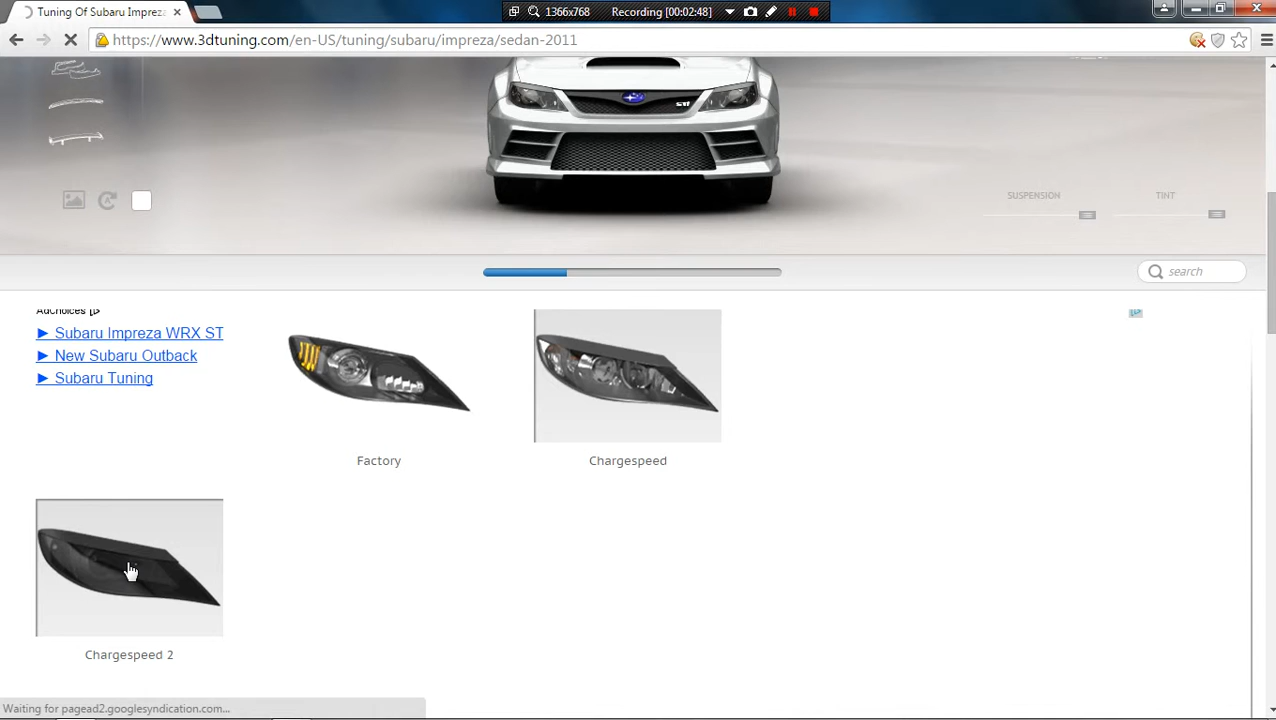 Tuning Of Subaru Impreza
1366x768
Recording [00:02:48]
https://www.3dtuning.com/en-US/tuning/subaru/impreza/sedan-2011
STI
SUSPENSION
TINT
search
AdChoices
► Subaru Impreza WRX ST
► New Subaru Outback
► Subaru Tuning
Factory
Chargespeed
Chargespeed 2
Waiting for pagead2.googlesyndication.com...